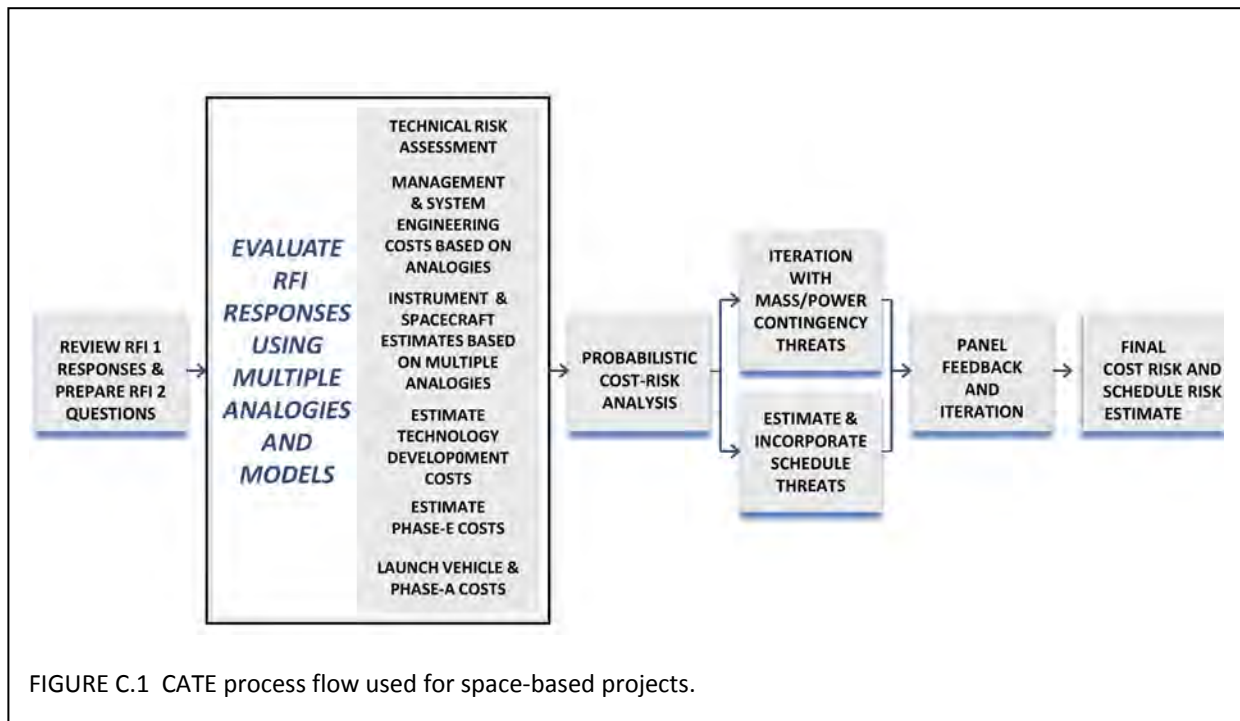 REVIEW RFI 1
RESPONSES &
PREPARE RFI 2
QUESTIONS
EVALUATE
RFI
RESPONSES
USING
MULTIPLE
ANALOGIES
AND
MODELS
TECHNICAL RISK
ASSESSMENT
MANAGEMENT
& SYSTEM
ENGINEERING
COSTS BASED ON
ANALOGIES
INSTRUMENT &
SPACECRAFT
ESTIMATES BASED
ON MULTIPLE
ANALOGIES
ESTIMATE
TECHNOLOGY
DEVELOP0MENT
COSTS
ESTIMATE
PHASE-E COSTS
LAUNCH VEHICLE &
PHASE-A COSTS
PROBABILISTIC
COST-RISK
ANALYSIS
ITERATION
WITH
MASS/POWER
CONTINGENCY
THREATS
ESTIMATE &
INCORPORATE
SCHEDULE
THREATS
PANEL
FEEDBACK
AND
ITERATION
FINAL
COST RISK AND
SCHEDULE RISK
ESTIMATE
FIGURE C.1 CATE process flow used for space-based projects.